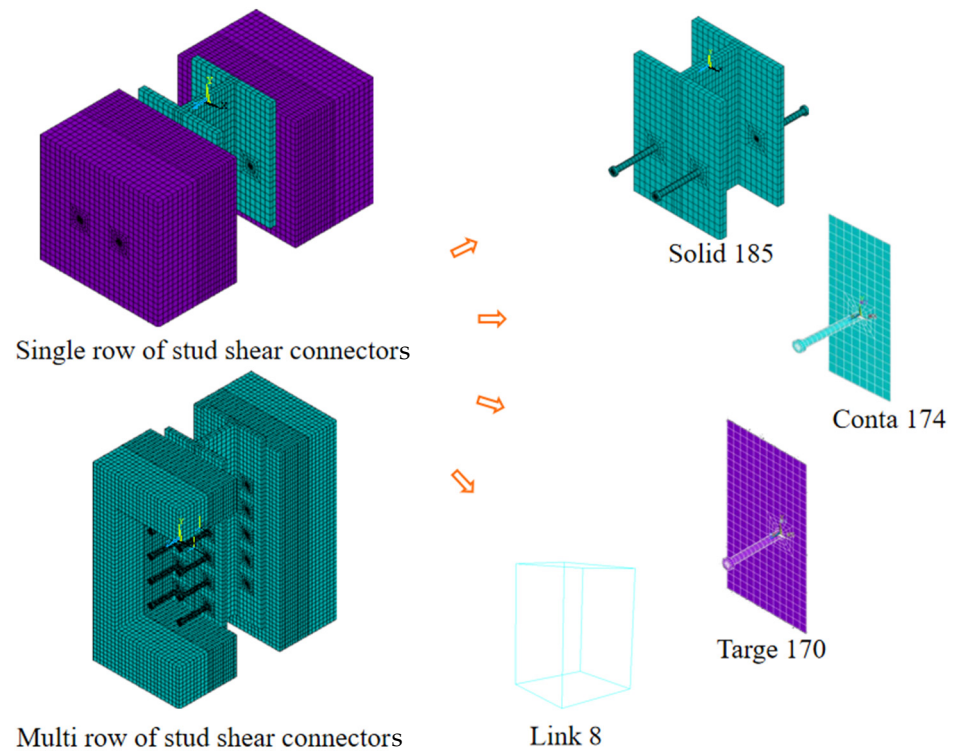 Solid 185
Single row of stud shear connectors
Conta 174
Targe 170
Multi row of stud shear connectors
Link 8